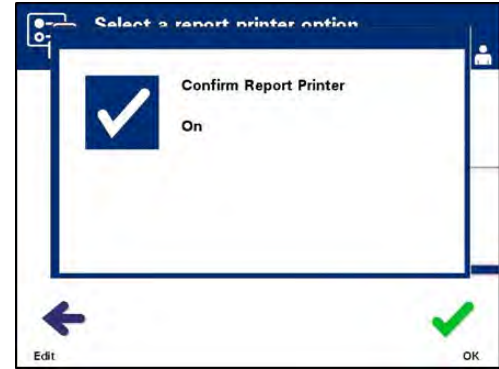 Select a report printer option
Confirm Report Printer
On
Edit
OK